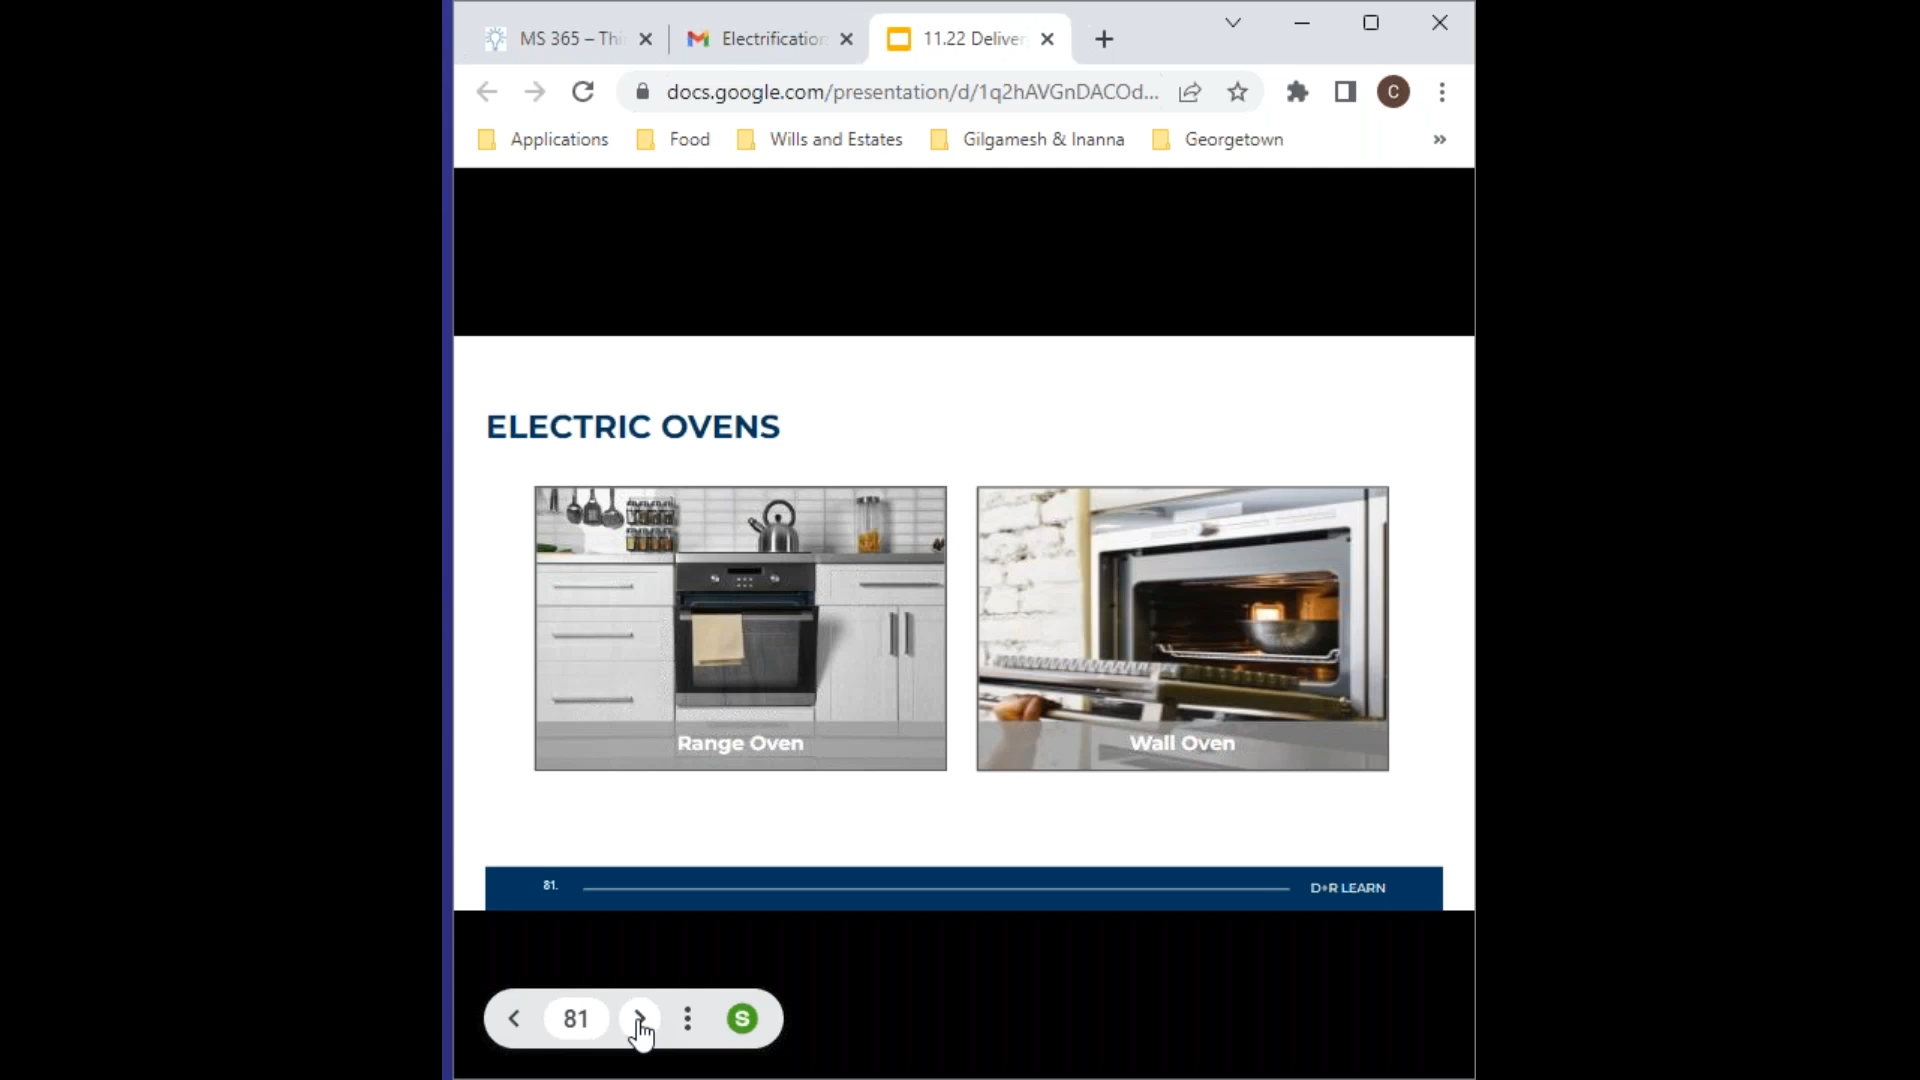 MS 365 – Thi
Electrification
11.22 Deliver
docs.google.com/presentation/d/1q2hAVGnDACOd...
C
Applications
Food
Wills and Estates
Gilgamesh & Inanna
Georgetown
»
ELECTRIC OVENS
Range Oven
Wall Oven
81.
D+R LEARN
81
S